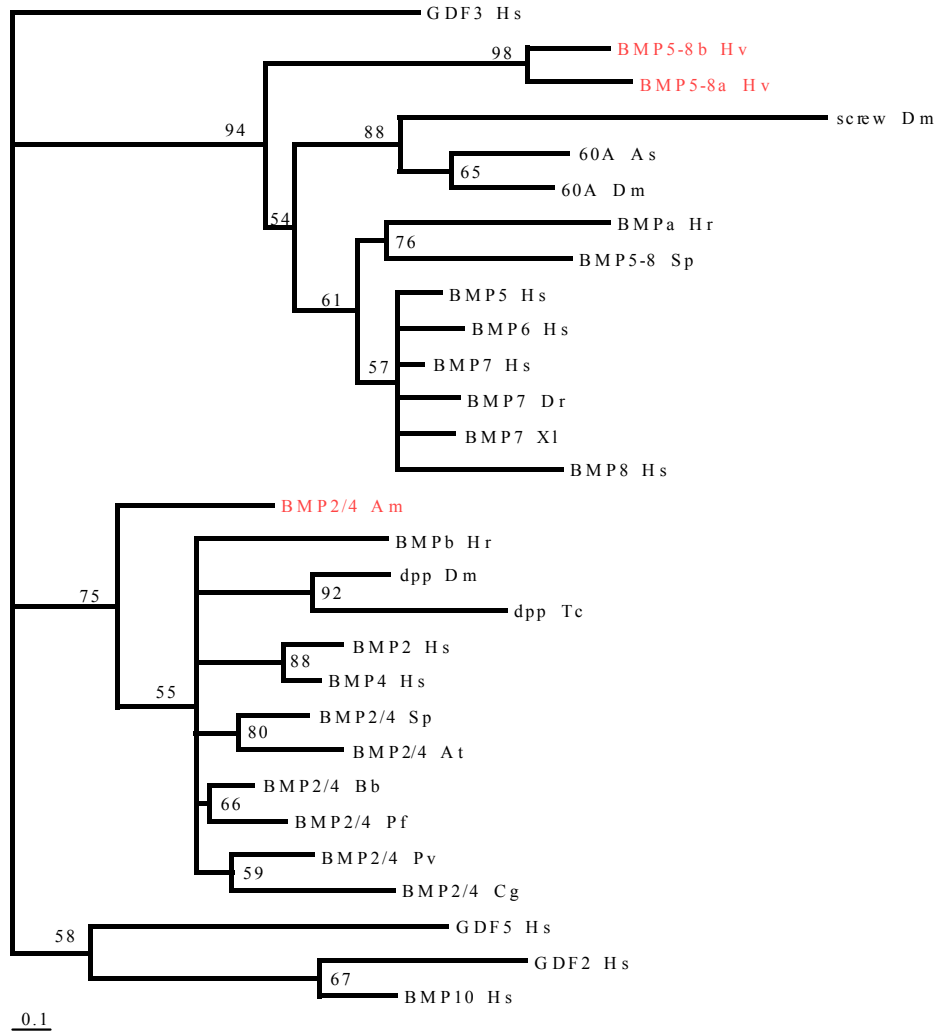 GDF3 Hs
BMP5-8b Hv
98
BMP5-8a Hv
screw Dm
94
88
60A As
65
60A Dm
54
BMPa Hr
76
BMP5-8 Sp
BMP5 Hs
61
BMP6 Hs
BMP7 Hs
57
BMP7 Dr
BMP7 Xl
BMP8 Hs
BMP2/4 Am
BMPb Hr
dpp Dm
75
92
dpp Tc
BMP2 Hs
88
BMP4 Hs
55
BMP2/4 Sp
80
BMP2/4 At
BMP2/4 Bb
66
BMP2/4 Pf
BMP2/4 Pv
59
BMP2/4 Cg
GDF5 Hs
58
GDF2 Hs
67
BMP10 Hs
0.1